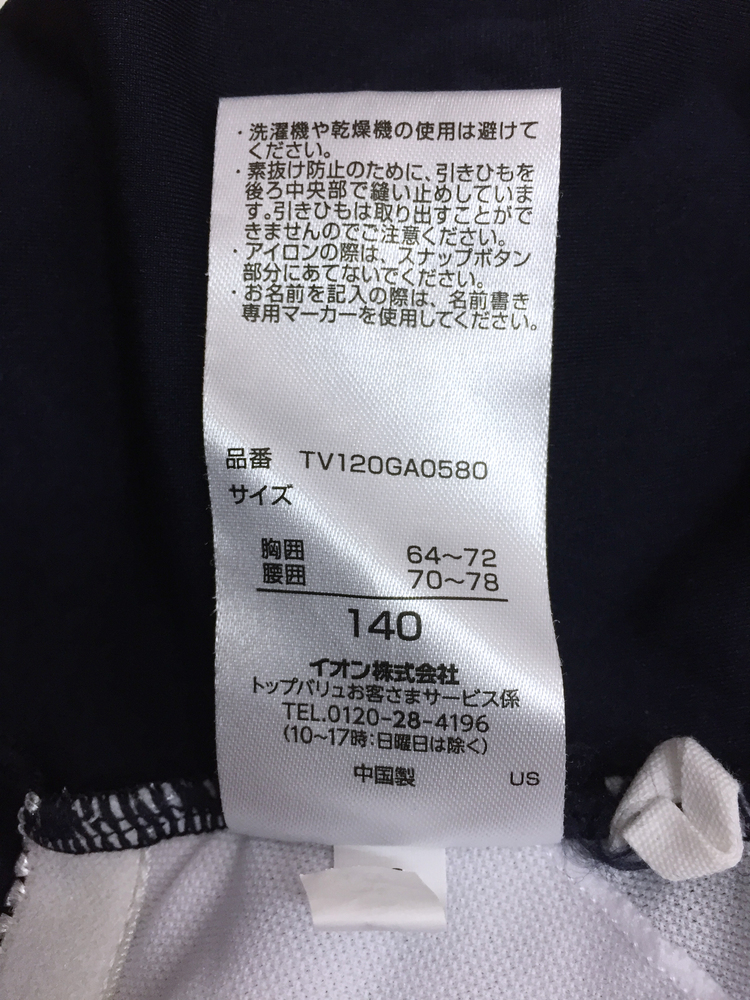 ・洗濯機や乾燥機の使用は避けて
ください。
・素抜け防止のために、引きひもを
後ろ中央部で縫い止めしていま
す。引きひもは取り出すことがで
きませんのでご注意ください。
・アイロンの際は、スナップボタン
部分にあてないでください。
・お名前を記入の際は、名前書き
専用マーカーを使用してください。
品番 TV120GA0580
サイズ
胸囲 64〜72
腰囲 70〜78
140
イオン株式会社
トップバリュお客さまサービス係
TEL.0120-28-4196
(10〜17時:日曜日は除く)
中国製 US